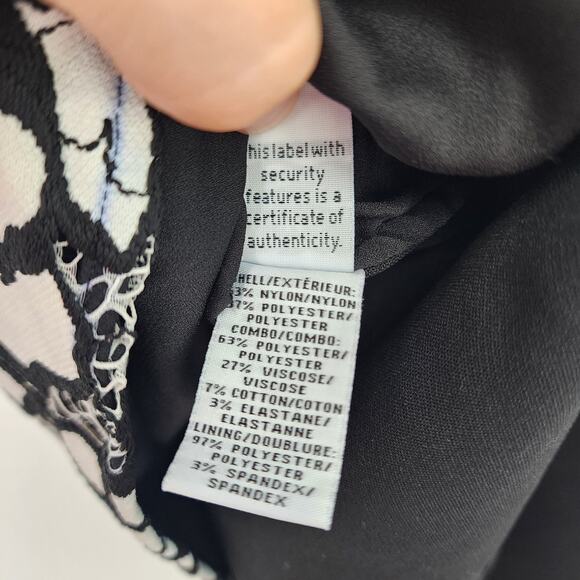 his label with
security
features is a
certificate of
authenticity.
HELL/EXTÉRIEUR:
3% NYLON/NYLON
37% POLYESTER/
POLYESTER
COMBO/COMBO:
63% POLYESTER/
POLYESTER
27% VISCOSE/
VISCOSE
7% COTTON/COTON
3% ELASTANE/
ELASTANNE
LINING/DOUBLURE:
97% POLYESTER/
POLYESTER
3% SPANDEX/
SPANDEX